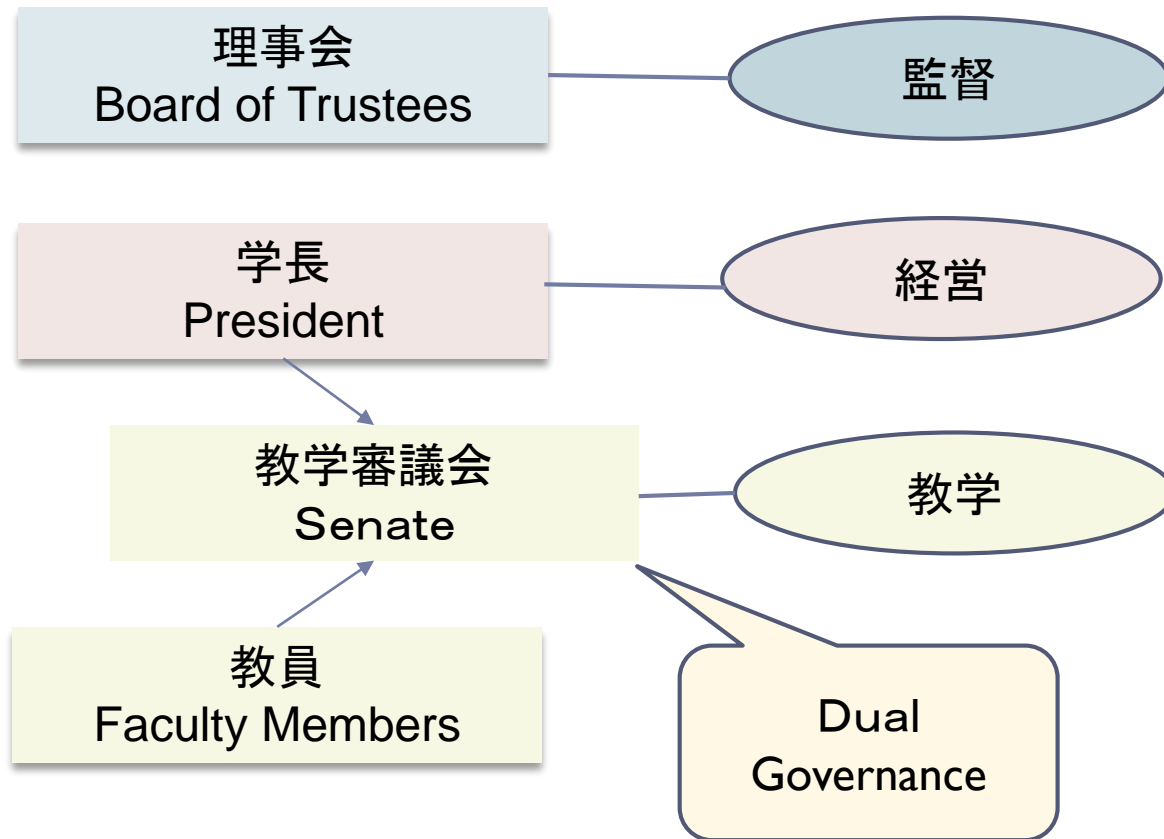 理事会
Board of Trustees
監督
学長
President
経営
教学審議会
Senate
教学
教員
Faculty Members
Dual
Governance